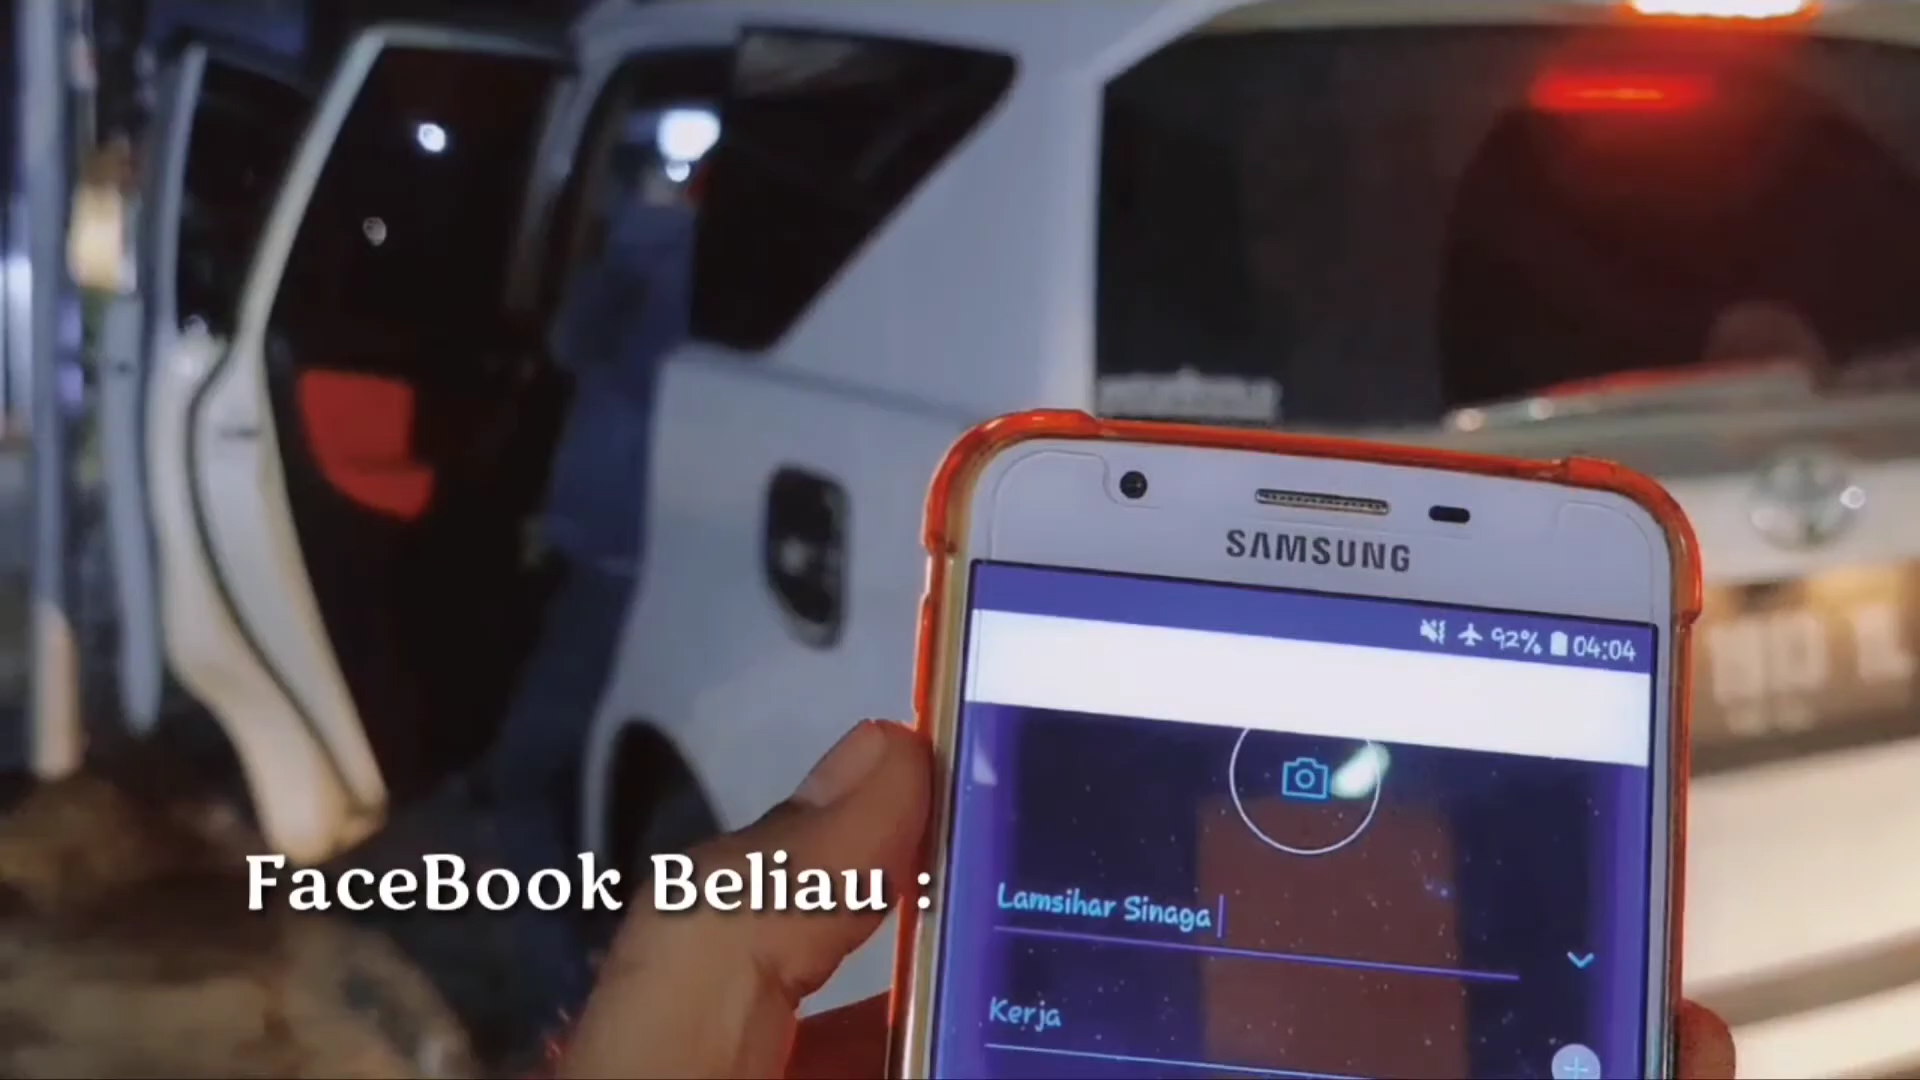 SAMSUNG
92% 04:04
FaceBook Beliau :
Lamsihar Sinaga
Kerja